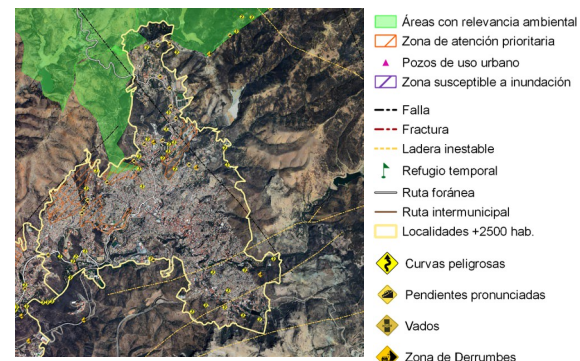 Áreas con relevancia ambiental
Zona de atención prioritaria
Pozos de uso urbano
Zona susceptible a inundación
Falla
Fractura
Ladera inestable
Refugio temporal
Ruta foránea
Ruta intermunicipal
Localidades +2500 hab.
Curvas peligrosas
Pendientes pronunciadas
Vados
Zona de Derrumbes